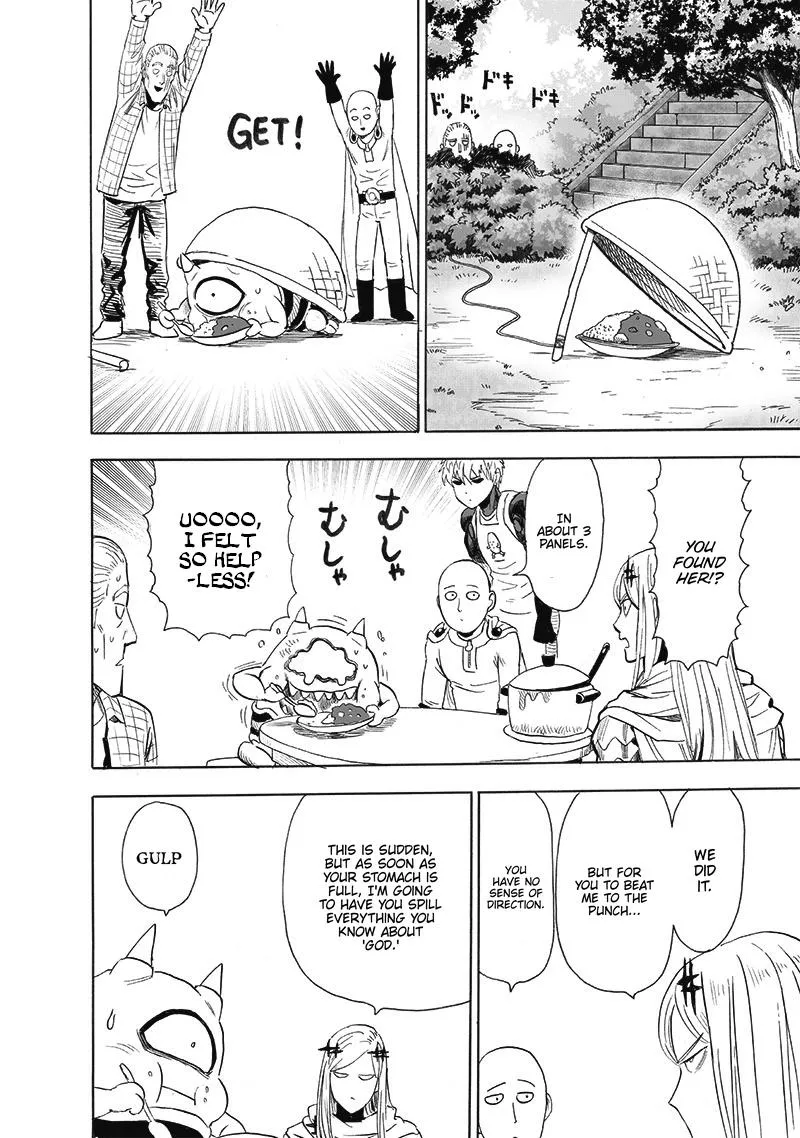 ドキ
ドキ
ドッ
ドッ
GET!
YOU
FOUND
HER!?
IN
ABOUT 3
PANELS.
むしゃ
むしゃ
UOOOO,
I FELT
SO HELP
-LESS!
WE
DID
IT.
BUT FOR
YOU TO BEAT
ME TO THE
PUNCH...
YOU
HAVE NO
SENSE OF
DIRECTION.
THIS IS SUDDEN,
BUT AS SOON AS
YOUR STOMACH IS
FULL, I'M GOING
TO HAVE YOU SPILL
EVERYTHING YOU
KNOW ABOUT
'GOD.'
GULP